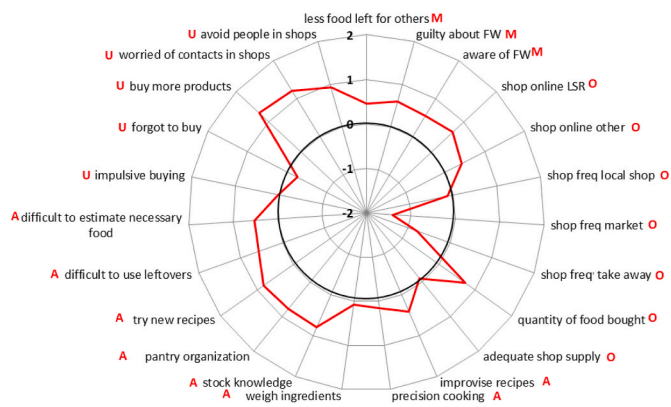 less food left for others M
guilty about FW M
aware of FW M
shop online LSR O
shop online other O
shop freq local shop O
shop freq market O
shop freq take away O
quantity of food bought O
adequate shop supply O
improvise recipes A
precision cooking A
weigh ingredients
A
A stock knowledge
A pantry organization
A try new recipes
A difficult to use leftovers
A difficult to estimate necessary
food
U impulsive buying
U forgot to buy
U buy more products
U worried of contacts in shops
U avoid people in shops
2
1
0
-1
-2